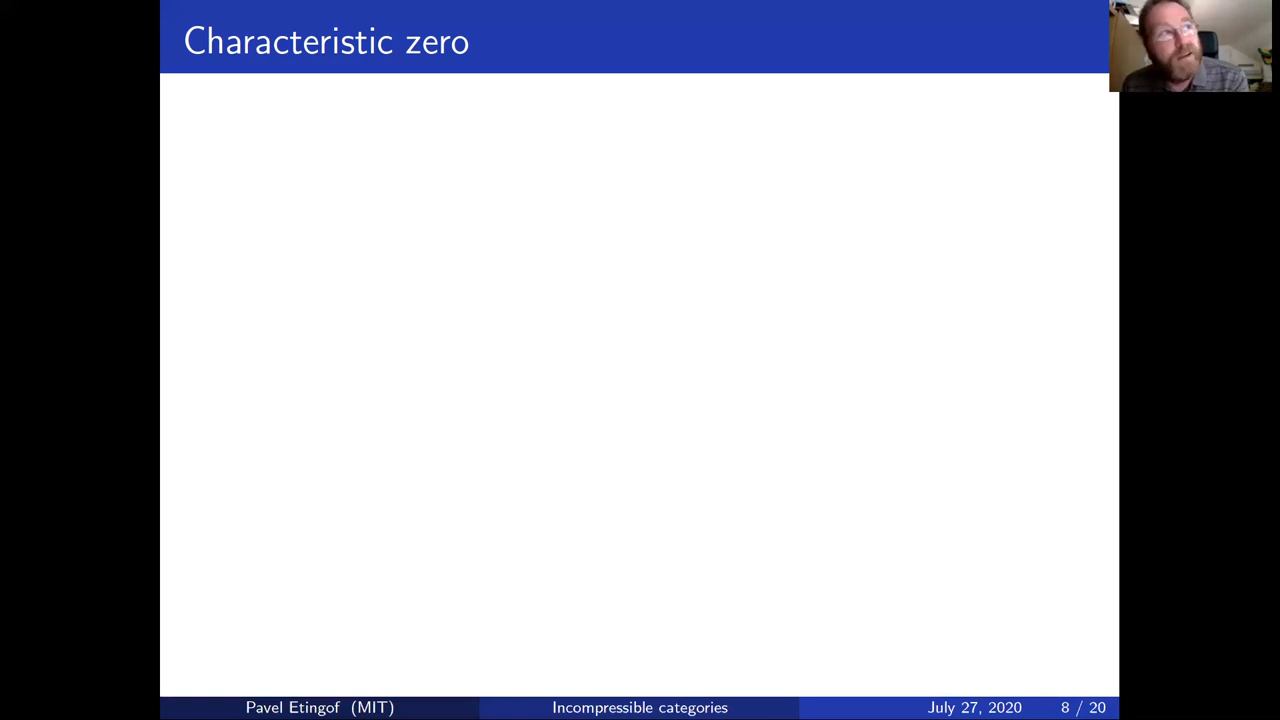 Characteristic zero
Pavel Etingof (MIT)
Incompressible categories
July 27, 2020
8 / 20